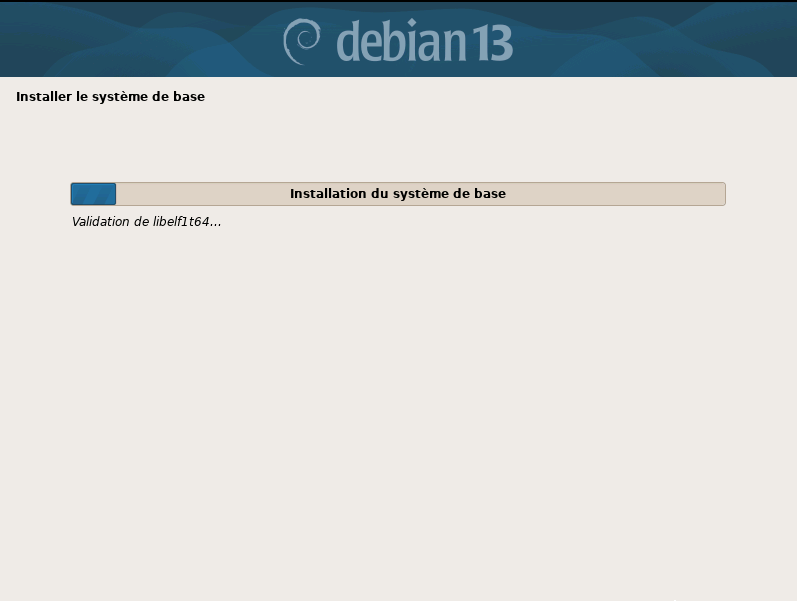 debian 13
Installer le système de base
Installation du système de base
Validation de libelf1t64...